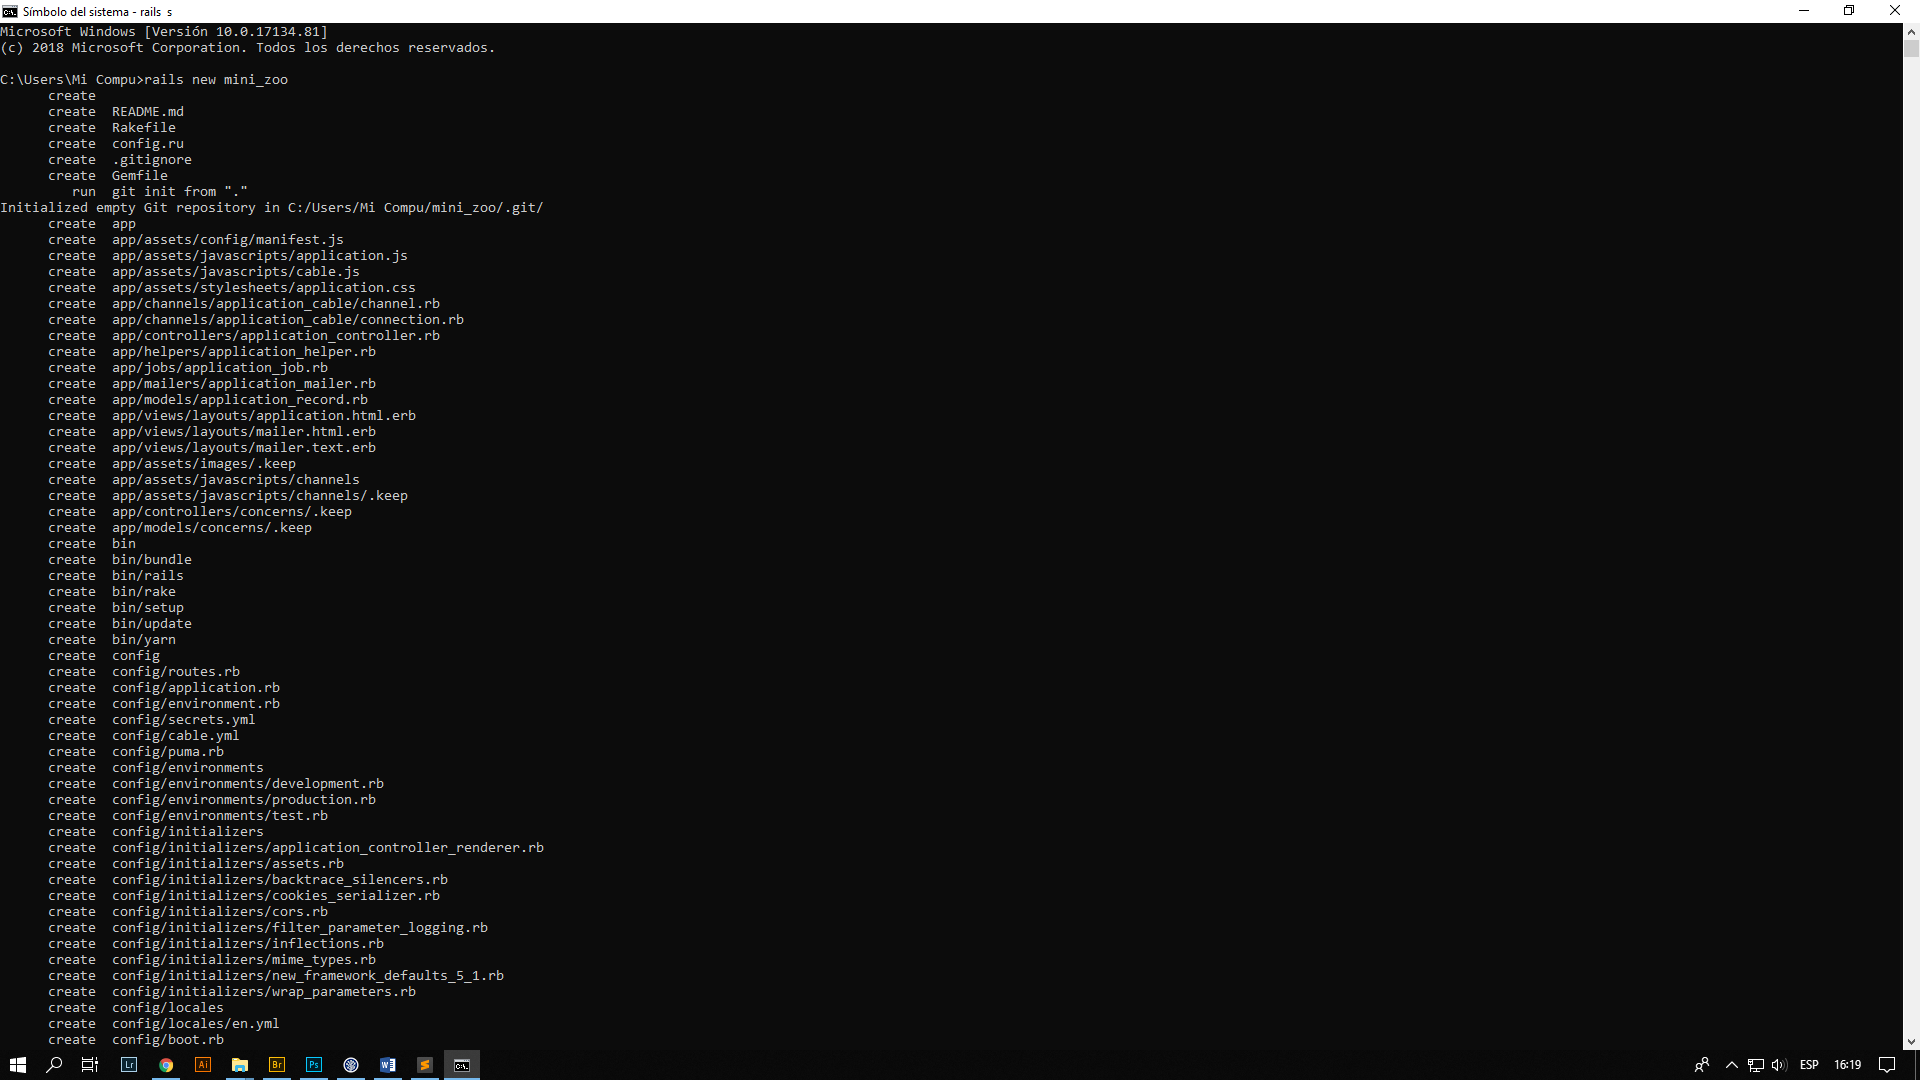 Símbolo del sistema - rails  s
Microsoft Windows [Versión 10.0.17134.81]
(c) 2018 Microsoft Corporation. Todos los derechos reservados.
C:\Users\Mi Compu>rails new mini_zoo
      create
      create  README.md
      create  Rakefile
      create  config.ru
      create  .gitignore
      create  Gemfile
         run  git init from "."
Initialized empty Git repository in C:/Users/Mi Compu/mini_zoo/.git/
      create  app
      create  app/assets/config/manifest.js
      create  app/assets/javascripts/application.js
      create  app/assets/javascripts/cable.js
      create  app/assets/stylesheets/application.css
      create  app/channels/application_cable/channel.rb
      create  app/channels/application_cable/connection.rb
      create  app/controllers/application_controller.rb
      create  app/helpers/application_helper.rb
      create  app/jobs/application_job.rb
      create  app/mailers/application_mailer.rb
      create  app/models/application_record.rb
      create  app/views/layouts/application.html.erb
      create  app/views/layouts/mailer.html.erb
      create  app/views/layouts/mailer.text.erb
      create  app/assets/images/.keep
      create  app/assets/javascripts/channels
      create  app/assets/javascripts/channels/.keep
      create  app/controllers/concerns/.keep
      create  app/models/concerns/.keep
      create  bin
      create  bin/bundle
      create  bin/rails
      create  bin/rake
      create  bin/setup
      create  bin/update
      create  bin/yarn
      create  config
      create  config/routes.rb
      create  config/application.rb
      create  config/environment.rb
      create  config/secrets.yml
      create  config/cable.yml
      create  config/puma.rb
      create  config/environments
      create  config/environments/development.rb
      create  config/environments/production.rb
      create  config/environments/test.rb
      create  config/initializers
      create  config/initializers/application_controller_renderer.rb
      create  config/initializers/assets.rb
      create  config/initializers/backtrace_silencers.rb
      create  config/initializers/cookies_serializer.rb
      create  config/initializers/cors.rb
      create  config/initializers/filter_parameter_logging.rb
      create  config/initializers/inflections.rb
      create  config/initializers/mime_types.rb
      create  config/initializers/new_framework_defaults_5_1.rb
      create  config/initializers/wrap_parameters.rb
      create  config/locales
      create  config/locales/en.yml
      create  config/boot.rb
Lr Ai Br Ps W S C:\. ESP 16:19